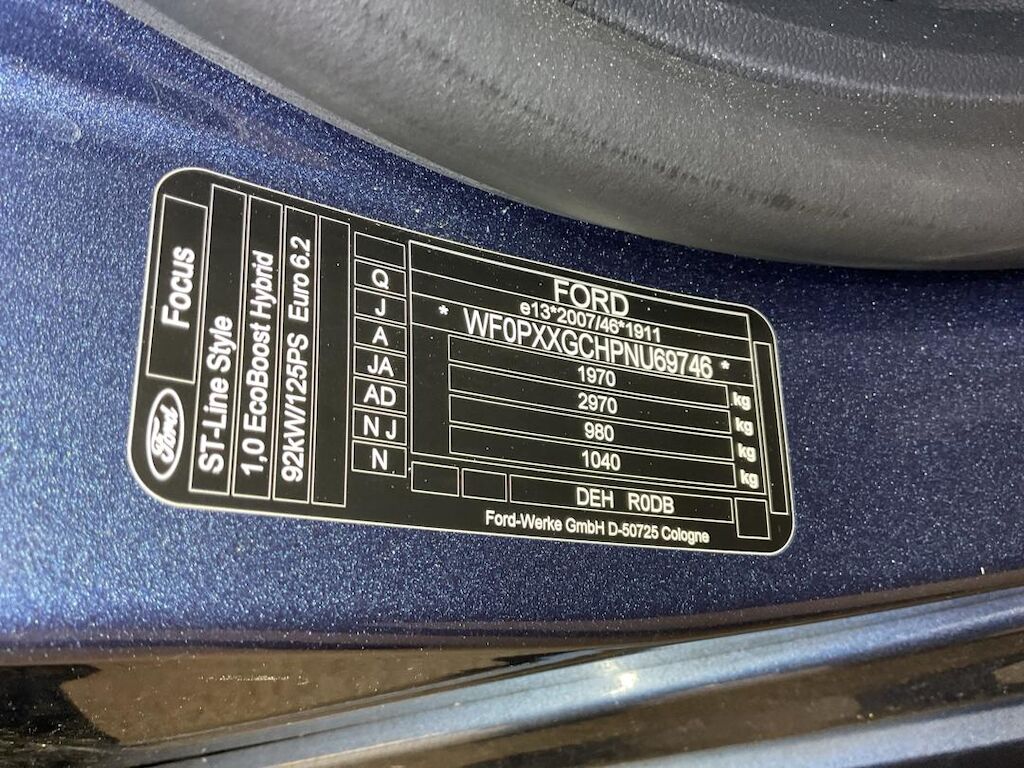 Ford
Focus
ST-Line Style
1,0 EcoBoost Hybrid
92kW/125PS Euro 6.2
Q
J
A
JA
AD
N J
N
FORD
e13*2007/46*1911
* WF0PXXGCHPNU69746 *
1970 kg
2970 kg
980 kg
1040 kg
DEH R0DB
Ford-Werke GmbH D-50725 Cologne